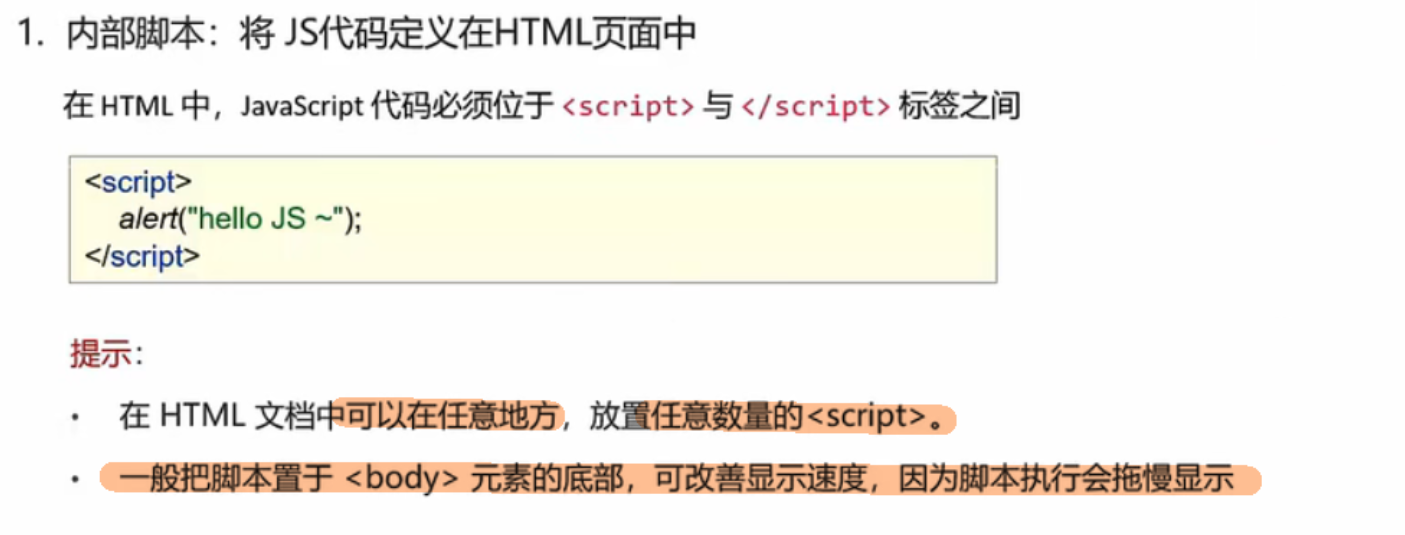 1. 内部脚本：将 JS代码定义在HTML页面中
在 HTML 中，JavaScript 代码必须位于 <script> 与 </script> 标签之间
<script>
alert("hello JS ~");
</script>
提示：
· 在 HTML 文档中可以在任意地方，放置任意数量的<script>。
· 一般把脚本置于 <body> 元素的底部，可改善显示速度，因为脚本执行会拖慢显示